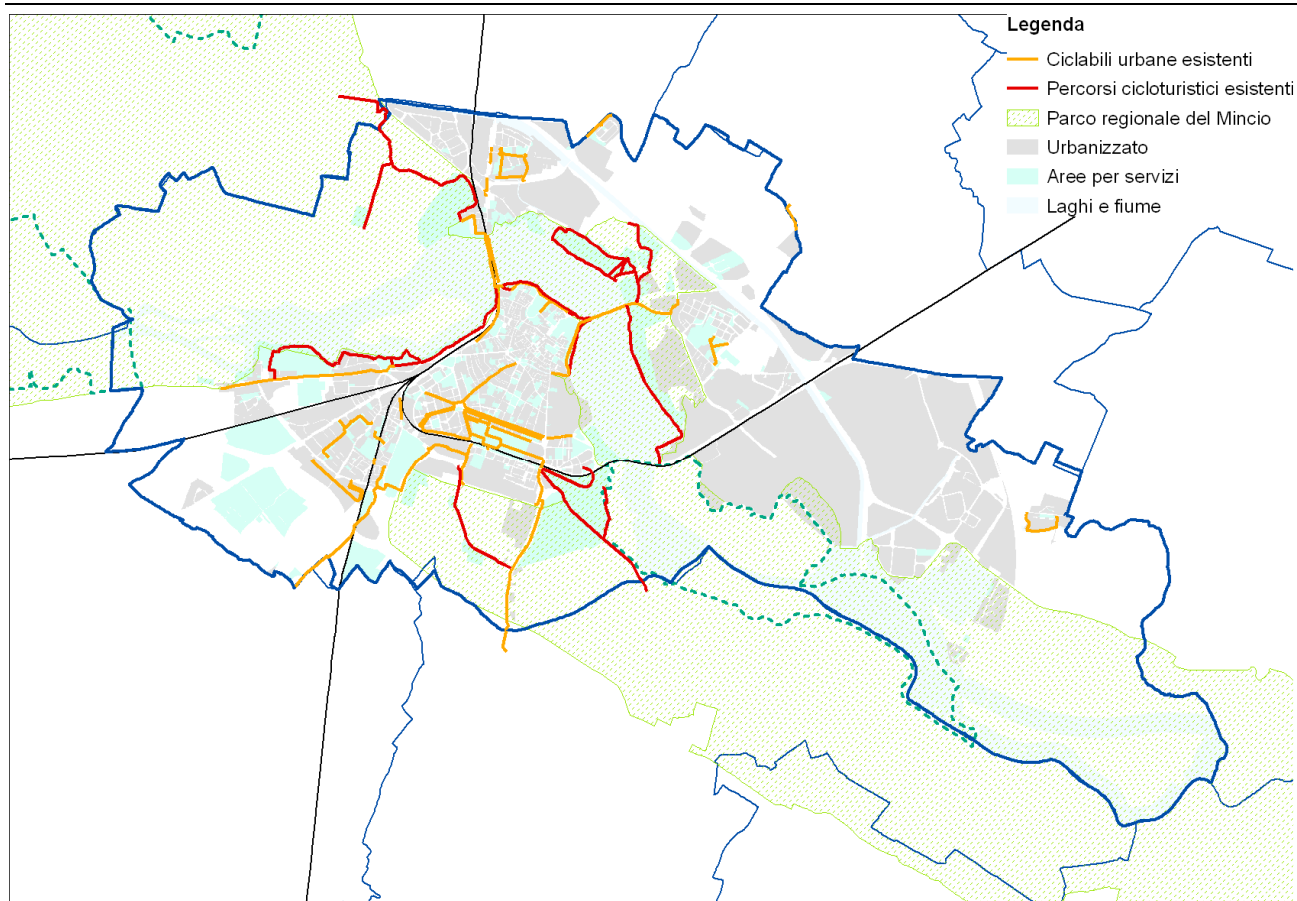 Legenda
Ciclabili urbane esistenti
Percorsi cicloturistici esistenti
Parco regionale del Mincio
Urbanizzato
Aree per servizi
Laghi e fiume